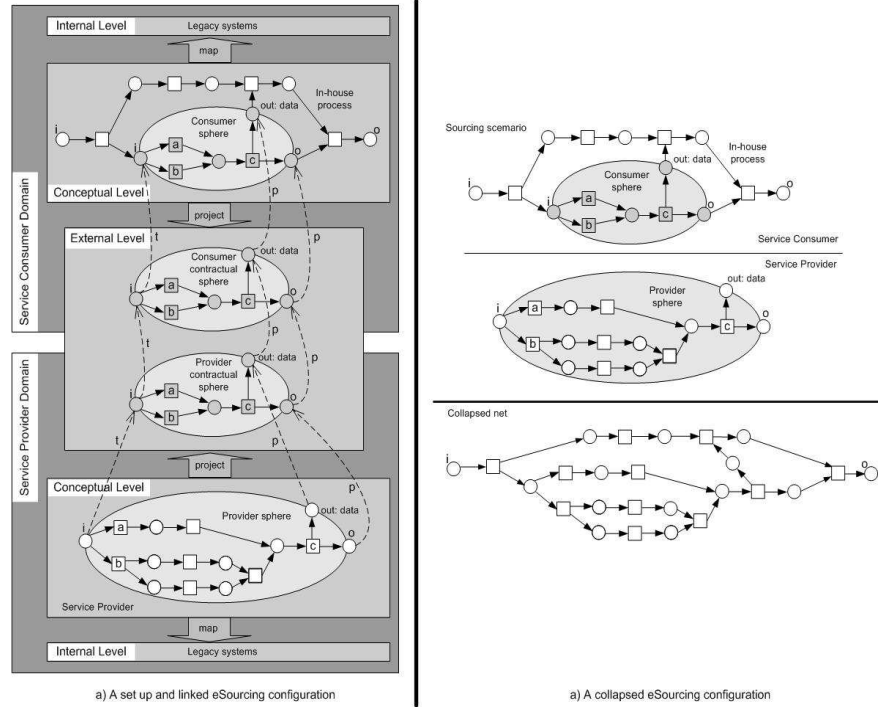 Internal Level
Legacy systems
map
In-house
process
Consumer
sphere
out: data
i
a
b
c
o
i
o
Conceptual Level
p
project
External Level
t
p
Consumer
contractual
sphere
out: data
i
a
b
c
o
Service Consumer Domain
t
p
p
Provider
contractual
sphere
out: data
i
a
b
c
o
Service Provider Domain
project
t
p
p
Conceptual Level
Provider sphere
out: data
i
a
b
c
o
Service Provider
map
Internal Level
Legacy systems
a) A set up and linked eSourcing configuration
Sourcing scenario
In-house
process
out: data
Consumer
sphere
i
i
a
b
c
o
o
Service Consumer
Service Provider
out: data
Provider
sphere
i
a
b
c
o
Collapsed net
i
o
a) A collapsed eSourcing configuration